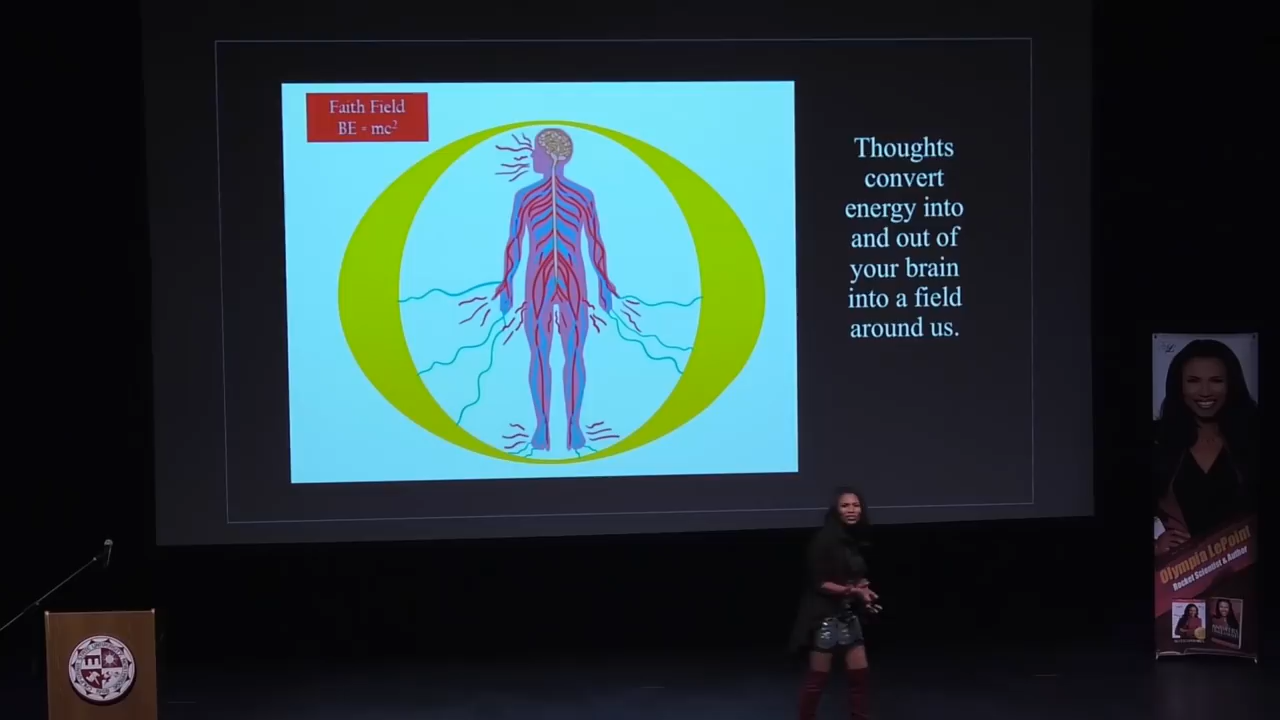 Faith Field
BE = mc²
Thoughts
convert
energy into
and out of
your brain
into a field
around us.
Olympia LePoint
Rocket Scientist & Author